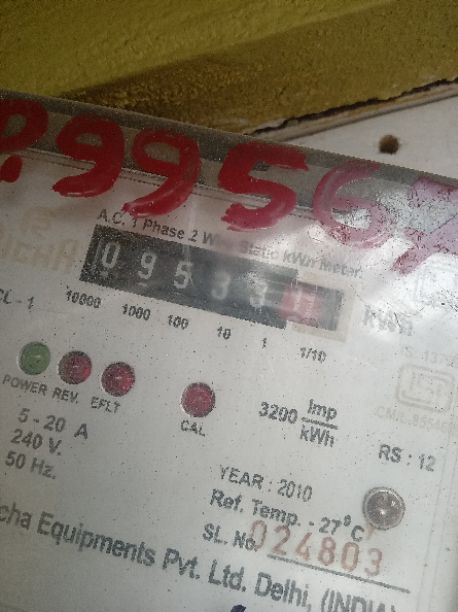 9956
A.C. 1 Phase 2 W Static kWh Meter.
kWh
CL-1
10000 1000 100 10 1 1/10
POWER REV. EFLT
CAL
3200 Imp/kWh
5 - 20 A
240 V.
50 Hz.
RS : 12
YEAR : 2010
Ref. Temp. - 27°C
SL. No. 024803
Equipments Pvt. Ltd. Delhi, (INDIA